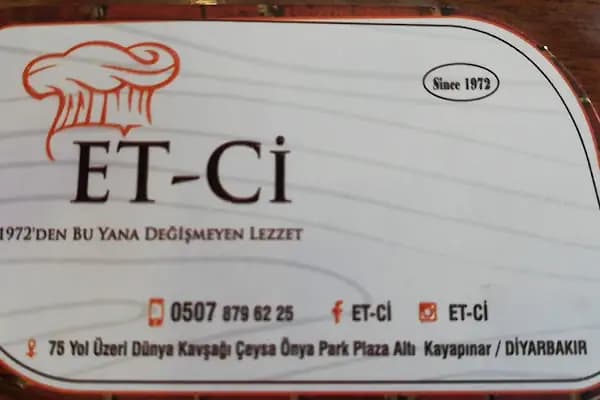 Since 1972
ET-Cİ
1972'DEN BU YANA DEĞİŞMEYEN LEZZET
0507 879 62 25 ET-Cİ ET-Cİ
75 Yol Üzeri Dünya Kavşağı Çeysa Önya Park Plaza Altı Kayapınar / DİYARBAKIR